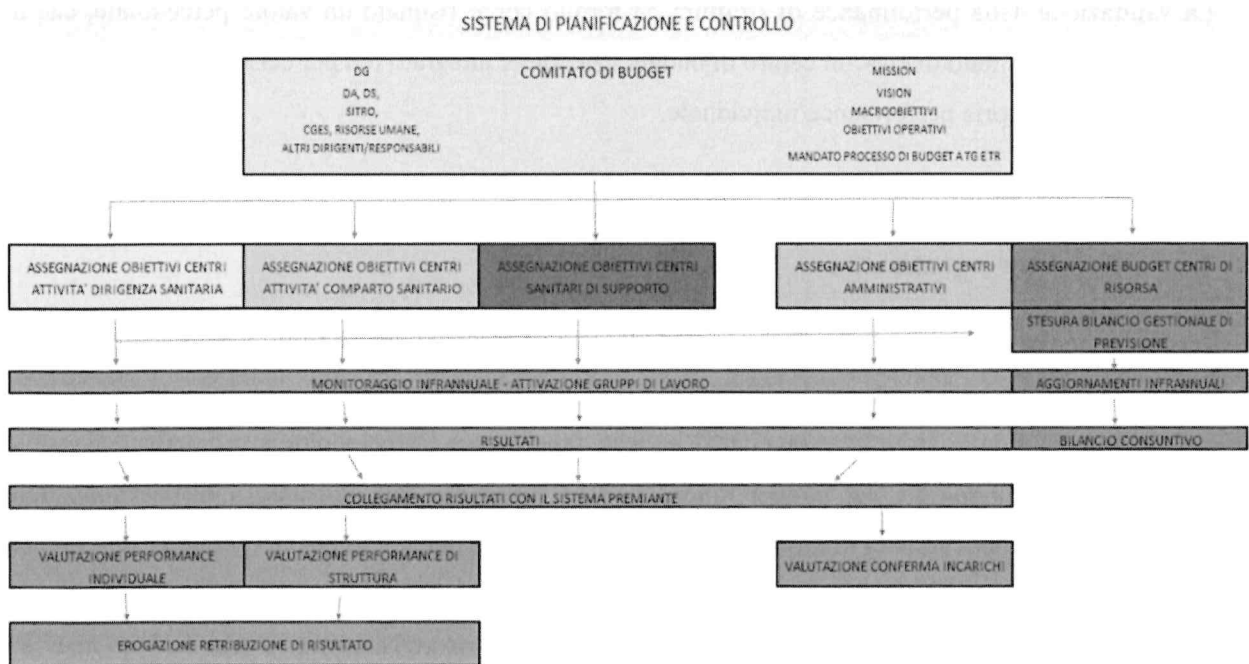 SISTEMA DI PIANIFICAZIONE E CONTROLLO
DG
DA, DS,
SITRO,
CGES, RISORSE UMANE,
ALTRI DIRIGENTI/RESPONSABILI
COMITATO DI BUDGET
MISSION
VISION
MACROOBIETTIVI
OBIETTIVI OPERATIVI
MANDATO PROCESSO DI BUDGET A TG E TR
ASSEGNAZIONE OBIETTIVI CENTRI
ATTIVITA' DIRIGENZA SANITARIA
ASSEGNAZIONE OBIETTIVI CENTRI
ATTIVITA' COMPARTO SANITARIO
ASSEGNAZIONE OBIETTIVI CENTRI
SANITARI DI SUPPORTO
ASSEGNAZIONE OBIETTIVI CENTRI
AMMINISTRATIVI
ASSEGNAZIONE BUDGET CENTRI DI
RISORSA
STESURA BILANCIO GESTIONALE DI
PREVISIONE
MONITORAGGIO INFRANNUALE - ATTIVAZIONE GRUPPI DI LAVORO
AGGIORNAMENTI INFRANNUALI
RISULTATI
BILANCIO CONSUNTIVO
COLLEGAMENTO RISULTATI CON IL SISTEMA PREMIANTE
VALUTAZIONE PERFORMANCE
INDIVIDUALE
VALUTAZIONE PERFORMANCE DI
STRUTTURA
VALUTAZIONE CONFERMA INCARICHI
EROGAZIONE RETRIBUZIONE DI RISULTATO